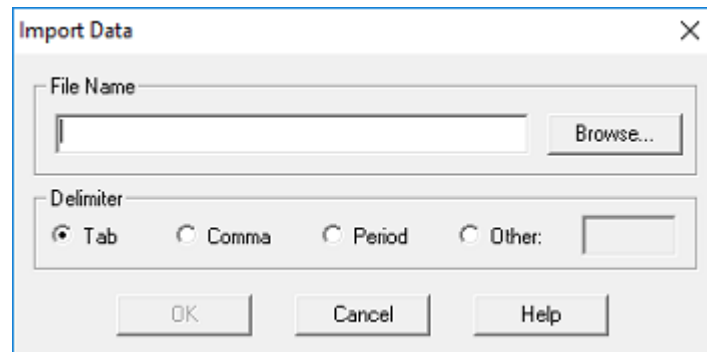 Import Data
File Name
Browse...
Delimiter
Tab Comma Period Other:
OK Cancel Help